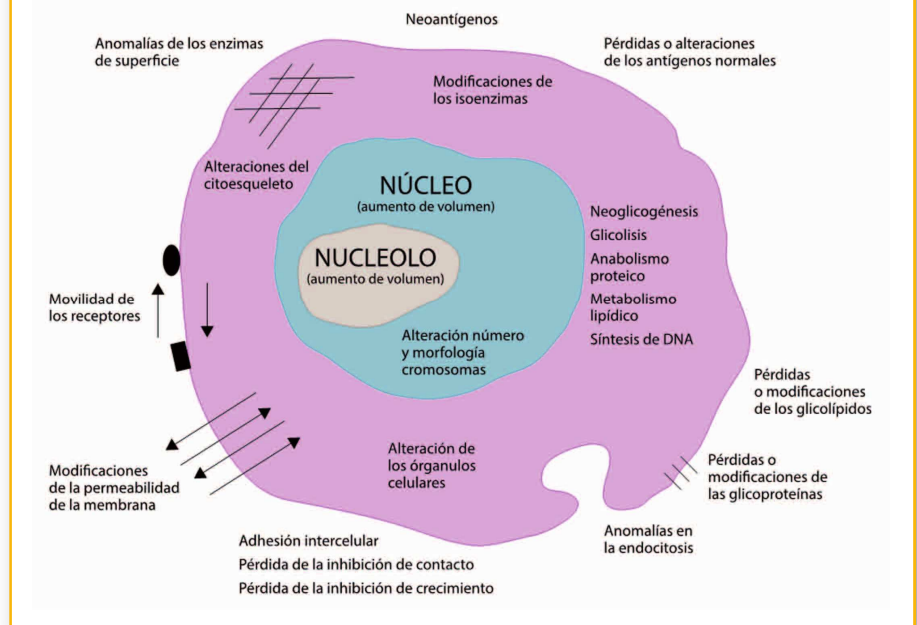 Neoantígenos
Anomalías de los enzimas
de superficie
Pérdidas o alteraciones
de los antígenos normales
Modificaciones de
los isoenzimas
Alteraciones del
citoesqueleto
NÚCLEO
(aumento de volumen)
NUCLEOLO
(aumento de volumen)
Neoglicogénesis
Glicolisis
Anabolismo
proteico
Metabolismo
lipídico
Síntesis de DNA
Movilidad de
los receptores
Alteración número
y morfología
cromosomas
Pérdidas
o modificaciones
de los glicolípidos
Alteración de
los órganulos
celulares
Modificaciones
de la permeabilidad
de la membrana
Pérdidas o
modificaciones de
las glicoproteínas
Anomalías en
la endocitosis
Adhesión intercelular
Pérdida de la inhibición de contacto
Pérdida de la inhibición de crecimiento